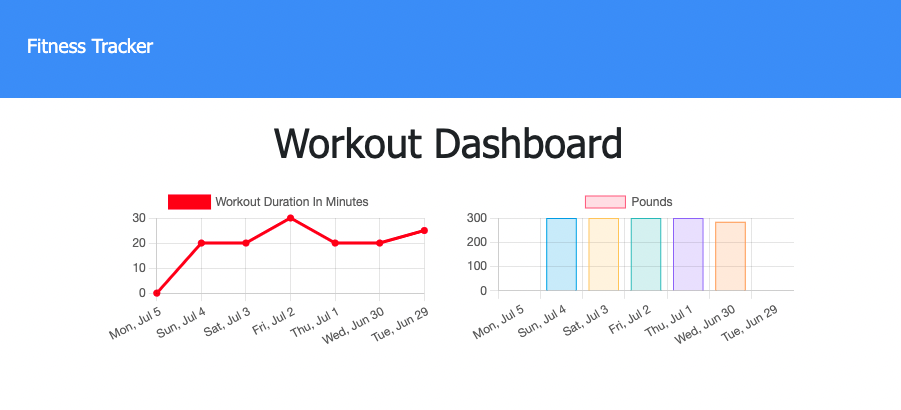 Fitness Tracker
Workout Dashboard
Workout Duration In Minutes
30
20
10
0
Mon, Jul 5
Sun, Jul 4
Sat, Jul 3
Fri, Jul 2
Thu, Jul 1
Wed, Jun 30
Tue, Jun 29
Pounds
300
200
100
0
Mon, Jul 5
Sun, Jul 4
Sat, Jul 3
Fri, Jul 2
Thu, Jul 1
Wed, Jun 30
Tue, Jun 29